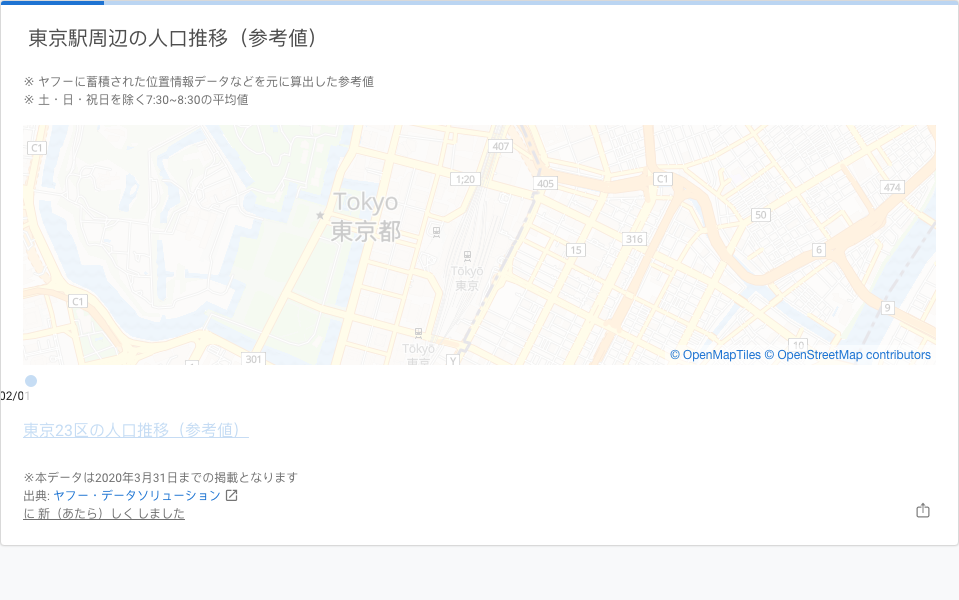 東京駅周辺の人口推移（参考値）
※ ヤフーに蓄積された位置情報データなどを元に算出した参考値
※ 土・日・祝日を除く7:30~8:30の平均値
C1
407
1;20
405
C1
474
Tokyo
東京都
50
316
15
6
Tōkyō
東京
C1
9
10
301
Tōkyō
東京
Y
© OpenMapTiles © OpenStreetMap contributors
02/01
東京23区の人口推移（参考値）
※本データは2020年3月31日までの掲載となります
出典: ヤフー・データソリューション
に 新（あたら）しく しました